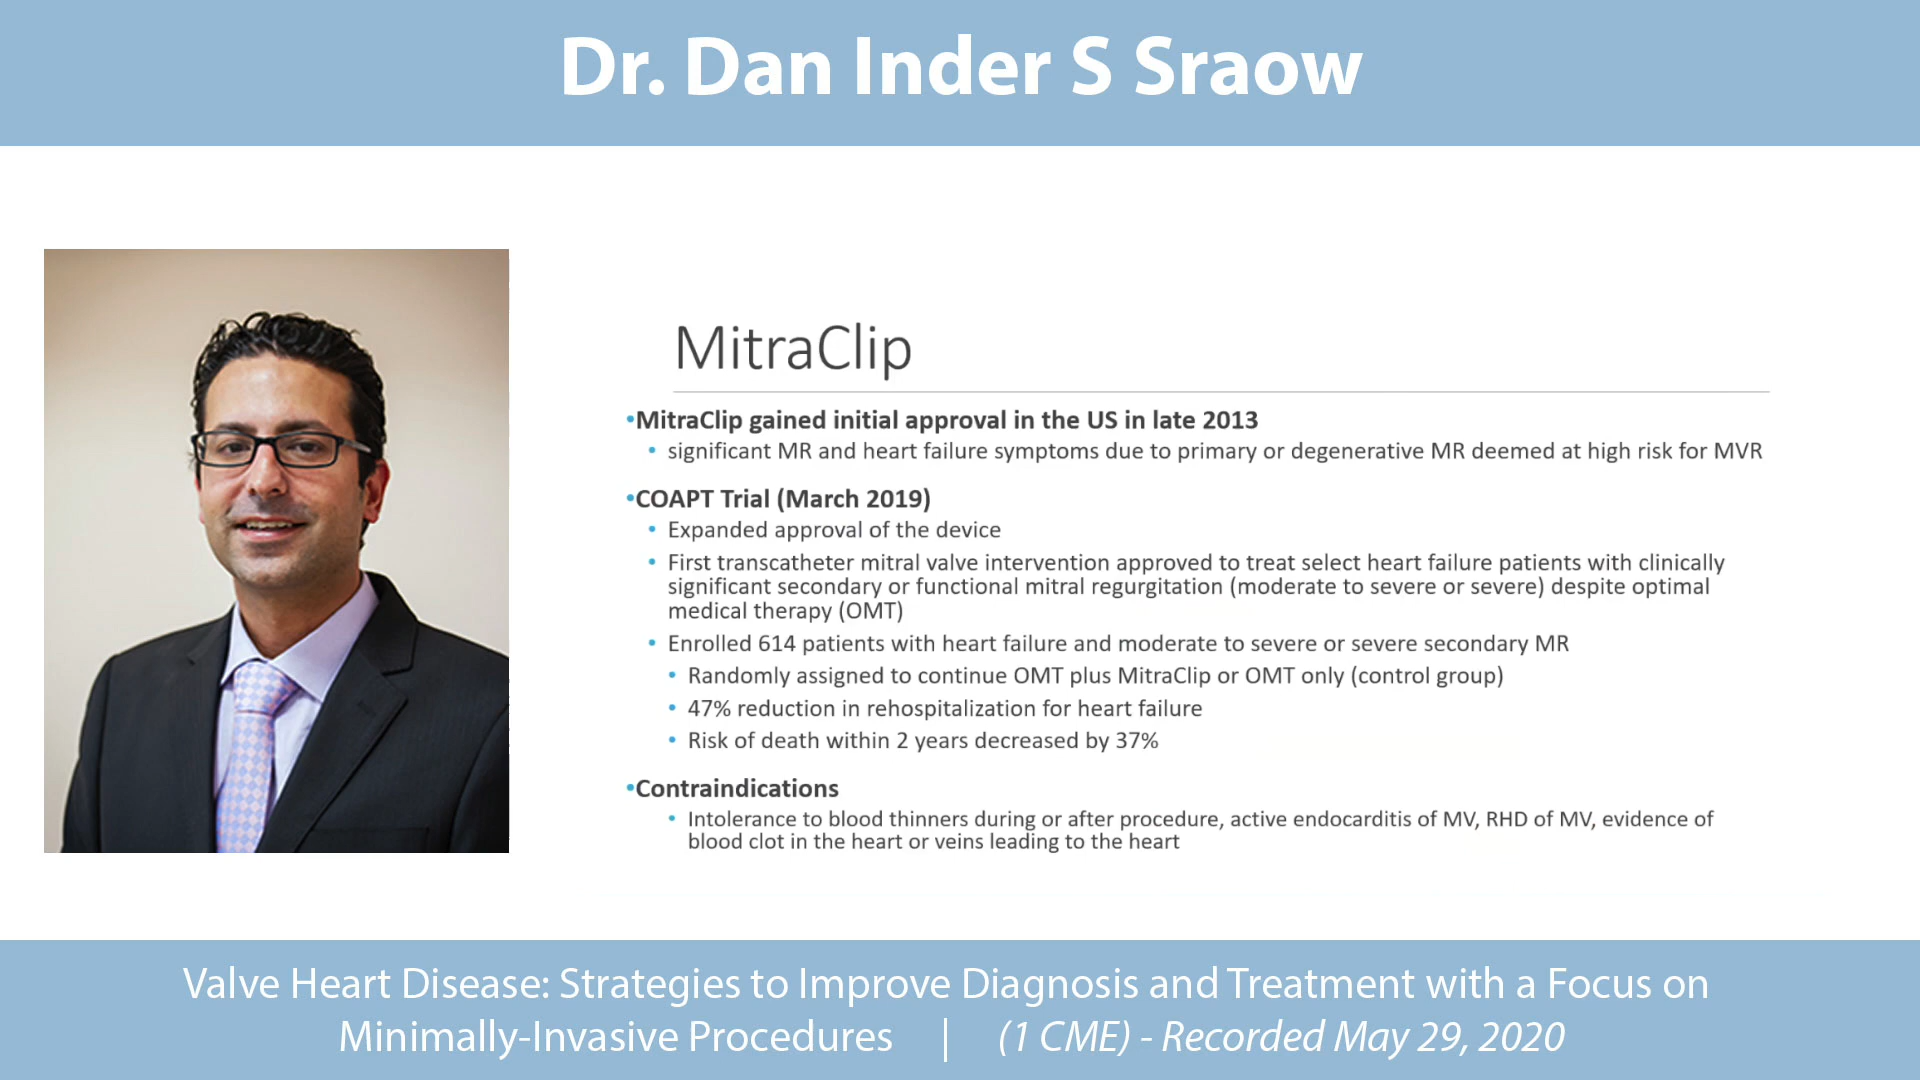 Dr. Dan Inder S Sraow
MitraClip
•MitraClip gained initial approval in the US in late 2013
• significant MR and heart failure symptoms due to primary or degenerative MR deemed at high risk for MVR
•COAPT Trial (March 2019)
• Expanded approval of the device
• First transcatheter mitral valve intervention approved to treat select heart failure patients with clinically
significant secondary or functional mitral regurgitation (moderate to severe or severe) despite optimal
medical therapy (OMT)
• Enrolled 614 patients with heart failure and moderate to severe or severe secondary MR
• Randomly assigned to continue OMT plus MitraClip or OMT only (control group)
• 47% reduction in rehospitalization for heart failure
• Risk of death within 2 years decreased by 37%
•Contraindications
• Intolerance to blood thinners during or after procedure, active endocarditis of MV, RHD of MV, evidence of
blood clot in the heart or veins leading to the heart
Valve Heart Disease: Strategies to Improve Diagnosis and Treatment with a Focus on
Minimally-Invasive Procedures | (1 CME) - Recorded May 29, 2020